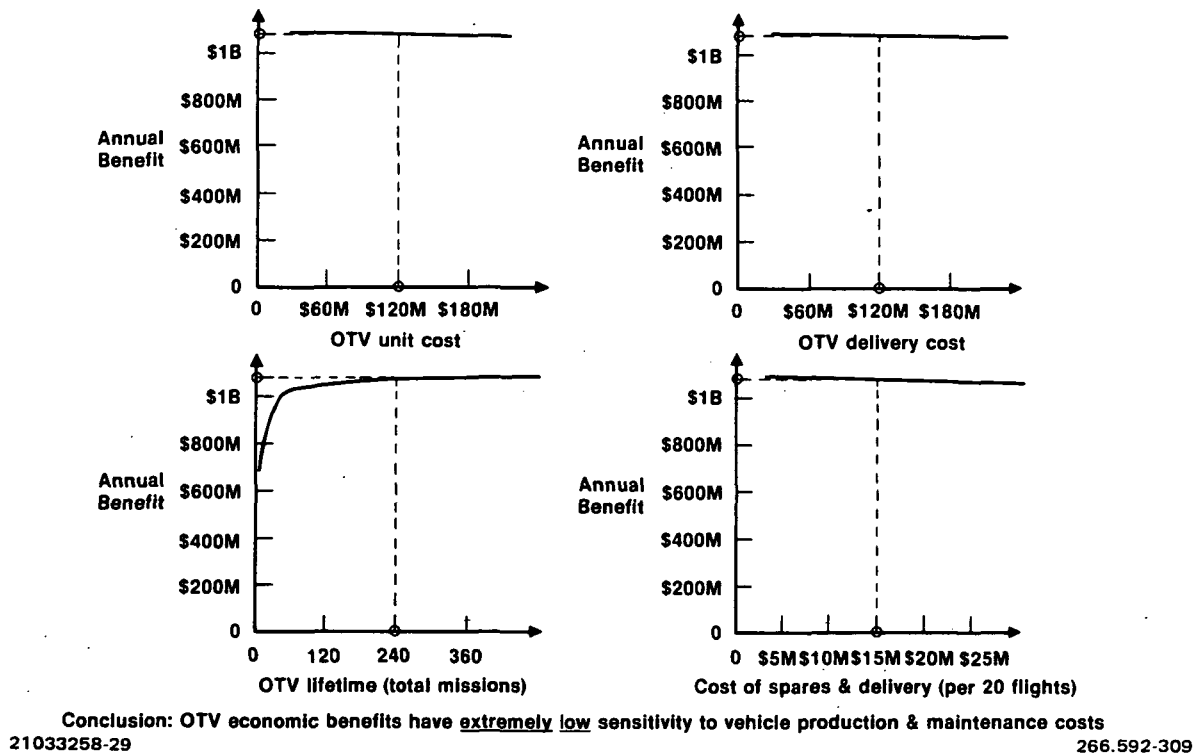 $1B
$800M
Annual
Benefit
$600M
$400M
$200M
0
0 $60M $120M $180M
OTV unit cost
$1B
$800M
Annual
Benefit
$600M
$400M
$200M
0
0 $60M $120M $180M
OTV delivery cost
$1B
$800M
Annual
Benefit
$600M
$400M
$200M
0
0 120 240 360
OTV lifetime (total missions)
$1B
$800M
Annual
Benefit
$600M
$400M
$200M
0
0 $5M $10M $15M $20M $25M
Cost of spares & delivery (per 20 flights)
Conclusion: OTV economic benefits have extremely low sensitivity to vehicle production & maintenance costs
21033258-29
266.592-309